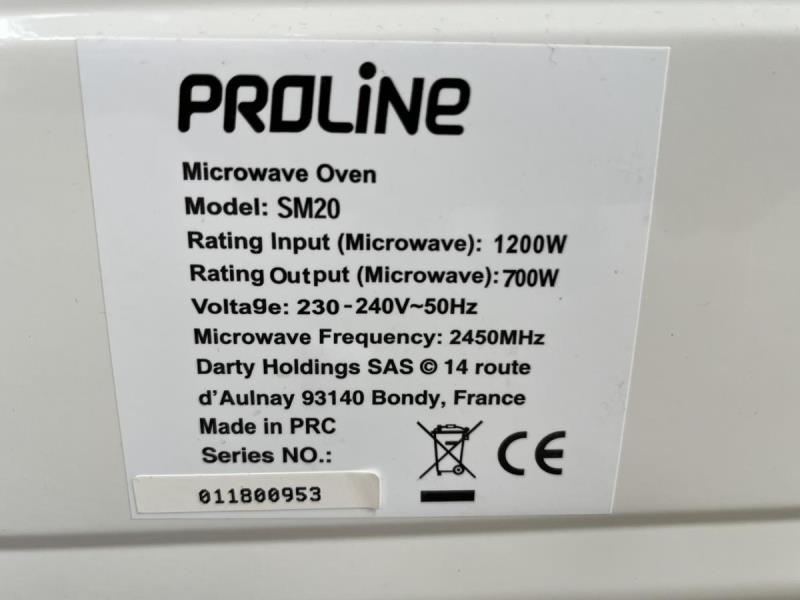 PROLINE
Microwave Oven
Model: SM20
Rating Input (Microwave): 1200W
Rating Output (Microwave): 700W
Voltage: 230-240V~50Hz
Microwave Frequency: 2450MHz
Darty Holdings SAS © 14 route
d'Aulnay 93140 Bondy, France
Made in PRC
Series NO.:
CE
011800953